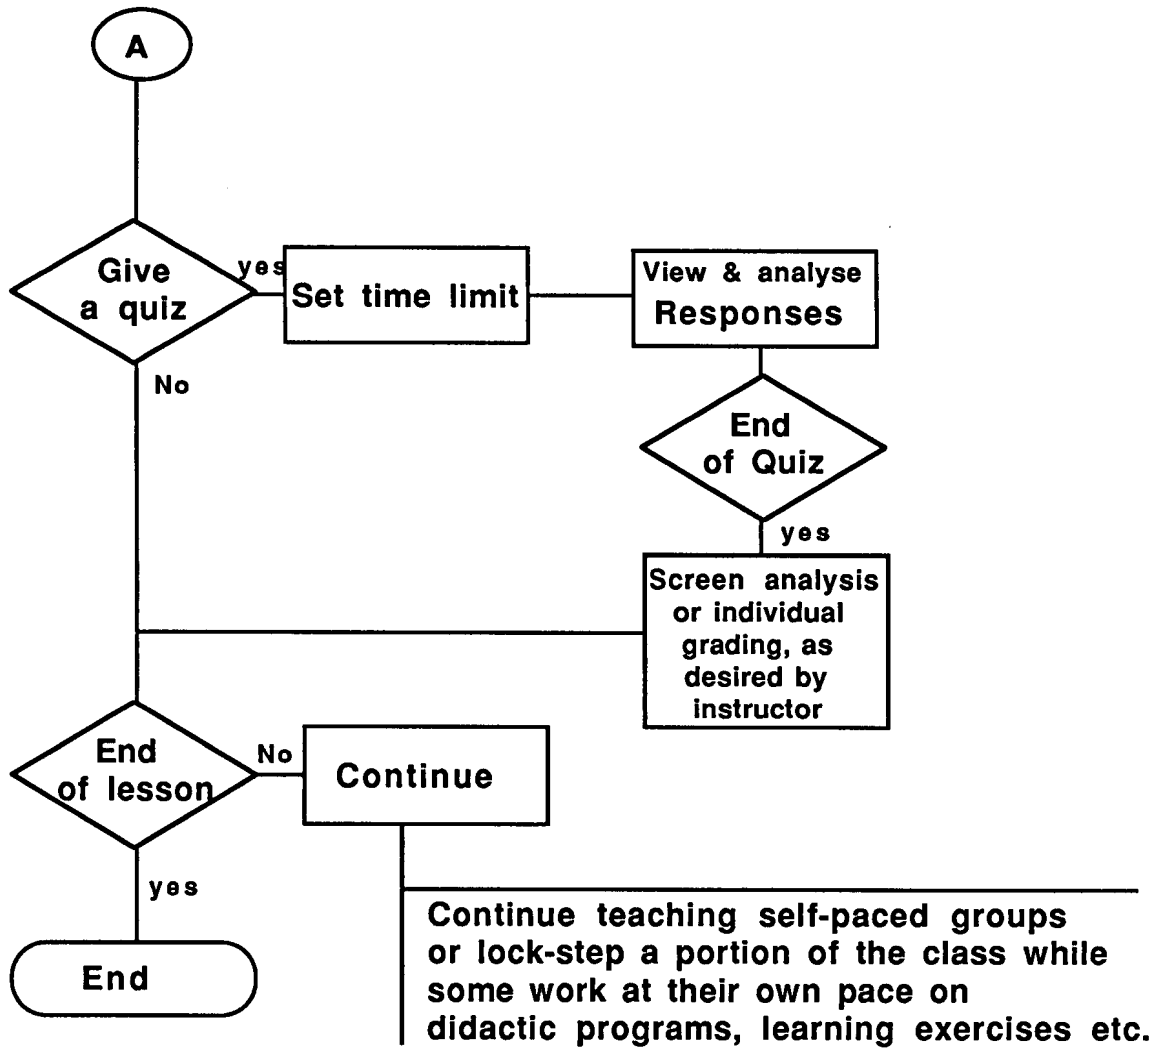 A
Give
a quiz
yes
Set time limit
View & analyse
Responses
No
End
of Quiz
yes
Screen analysis
or individual
grading, as
desired by
instructor
End
of lesson
No
Continue
yes
End
Continue teaching self-paced groups
or lock-step a portion of the class while
some work at their own pace on
didactic programs, learning exercises etc.